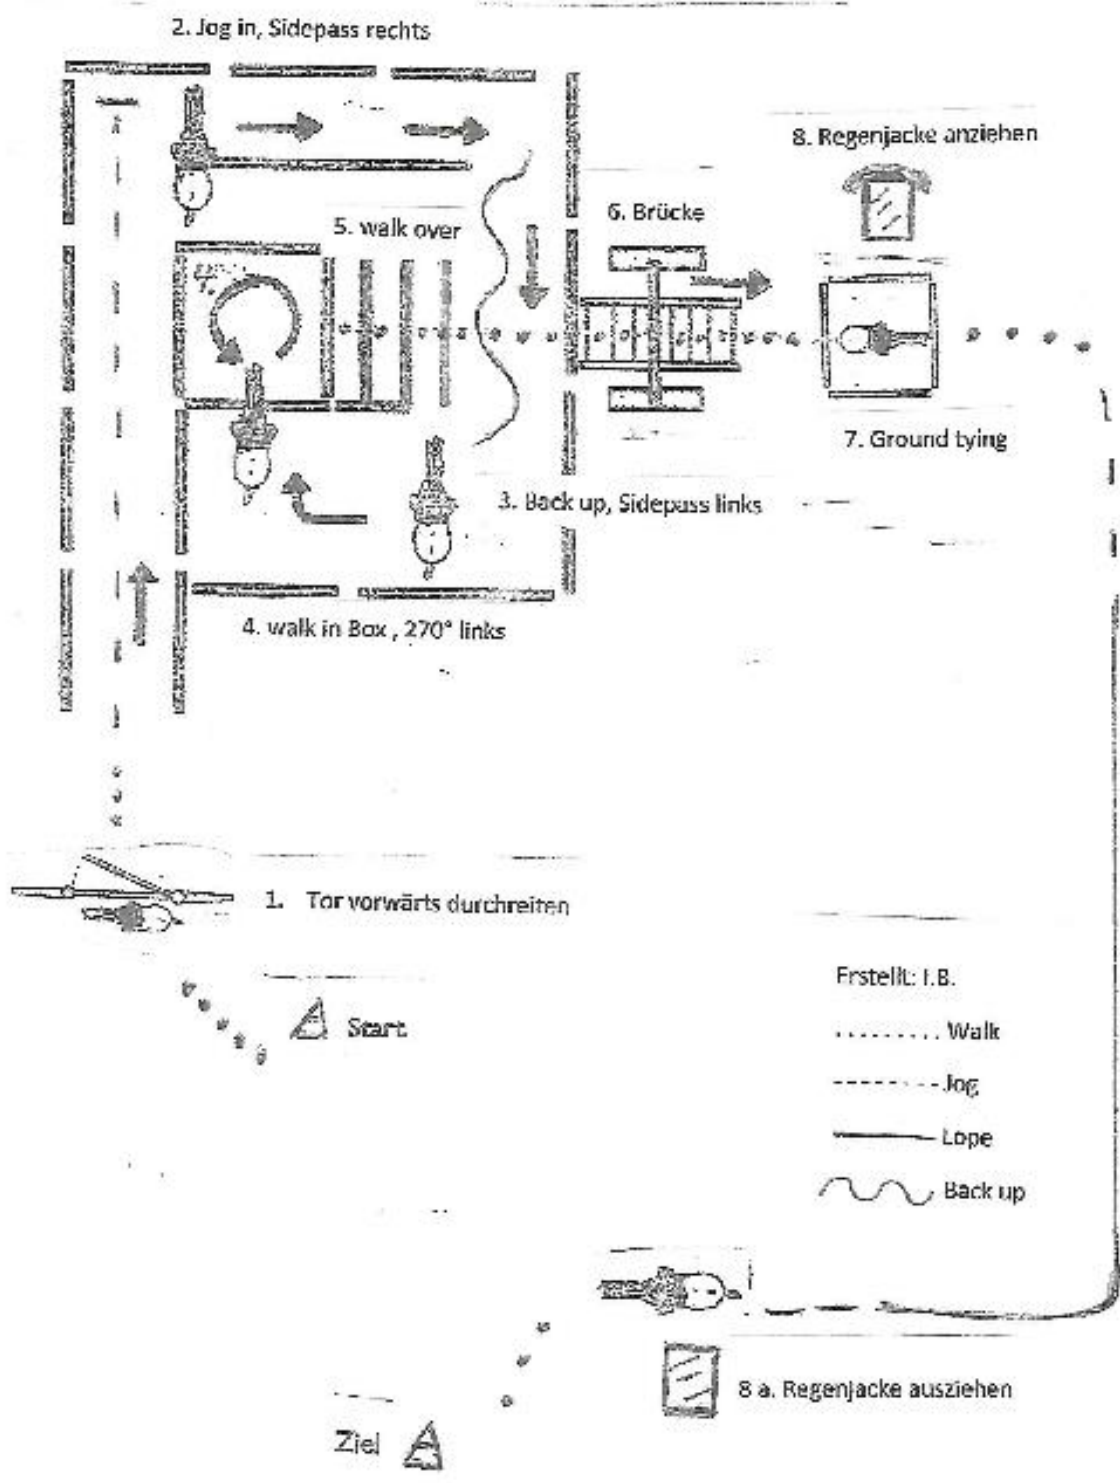 2. Jog in, Sidepass rechts
8. Regenjacke anziehen
6. Brücke
5. walk over
7. Ground tying
3. Back up, Sidepass links
4. walk in Box , 270° links
1. Tor vorwärts durchreiten
Start
Erstellt: I.B.
Walk
Jog
Lope
Back up
8 a. Regenjacke ausziehen
Ziel